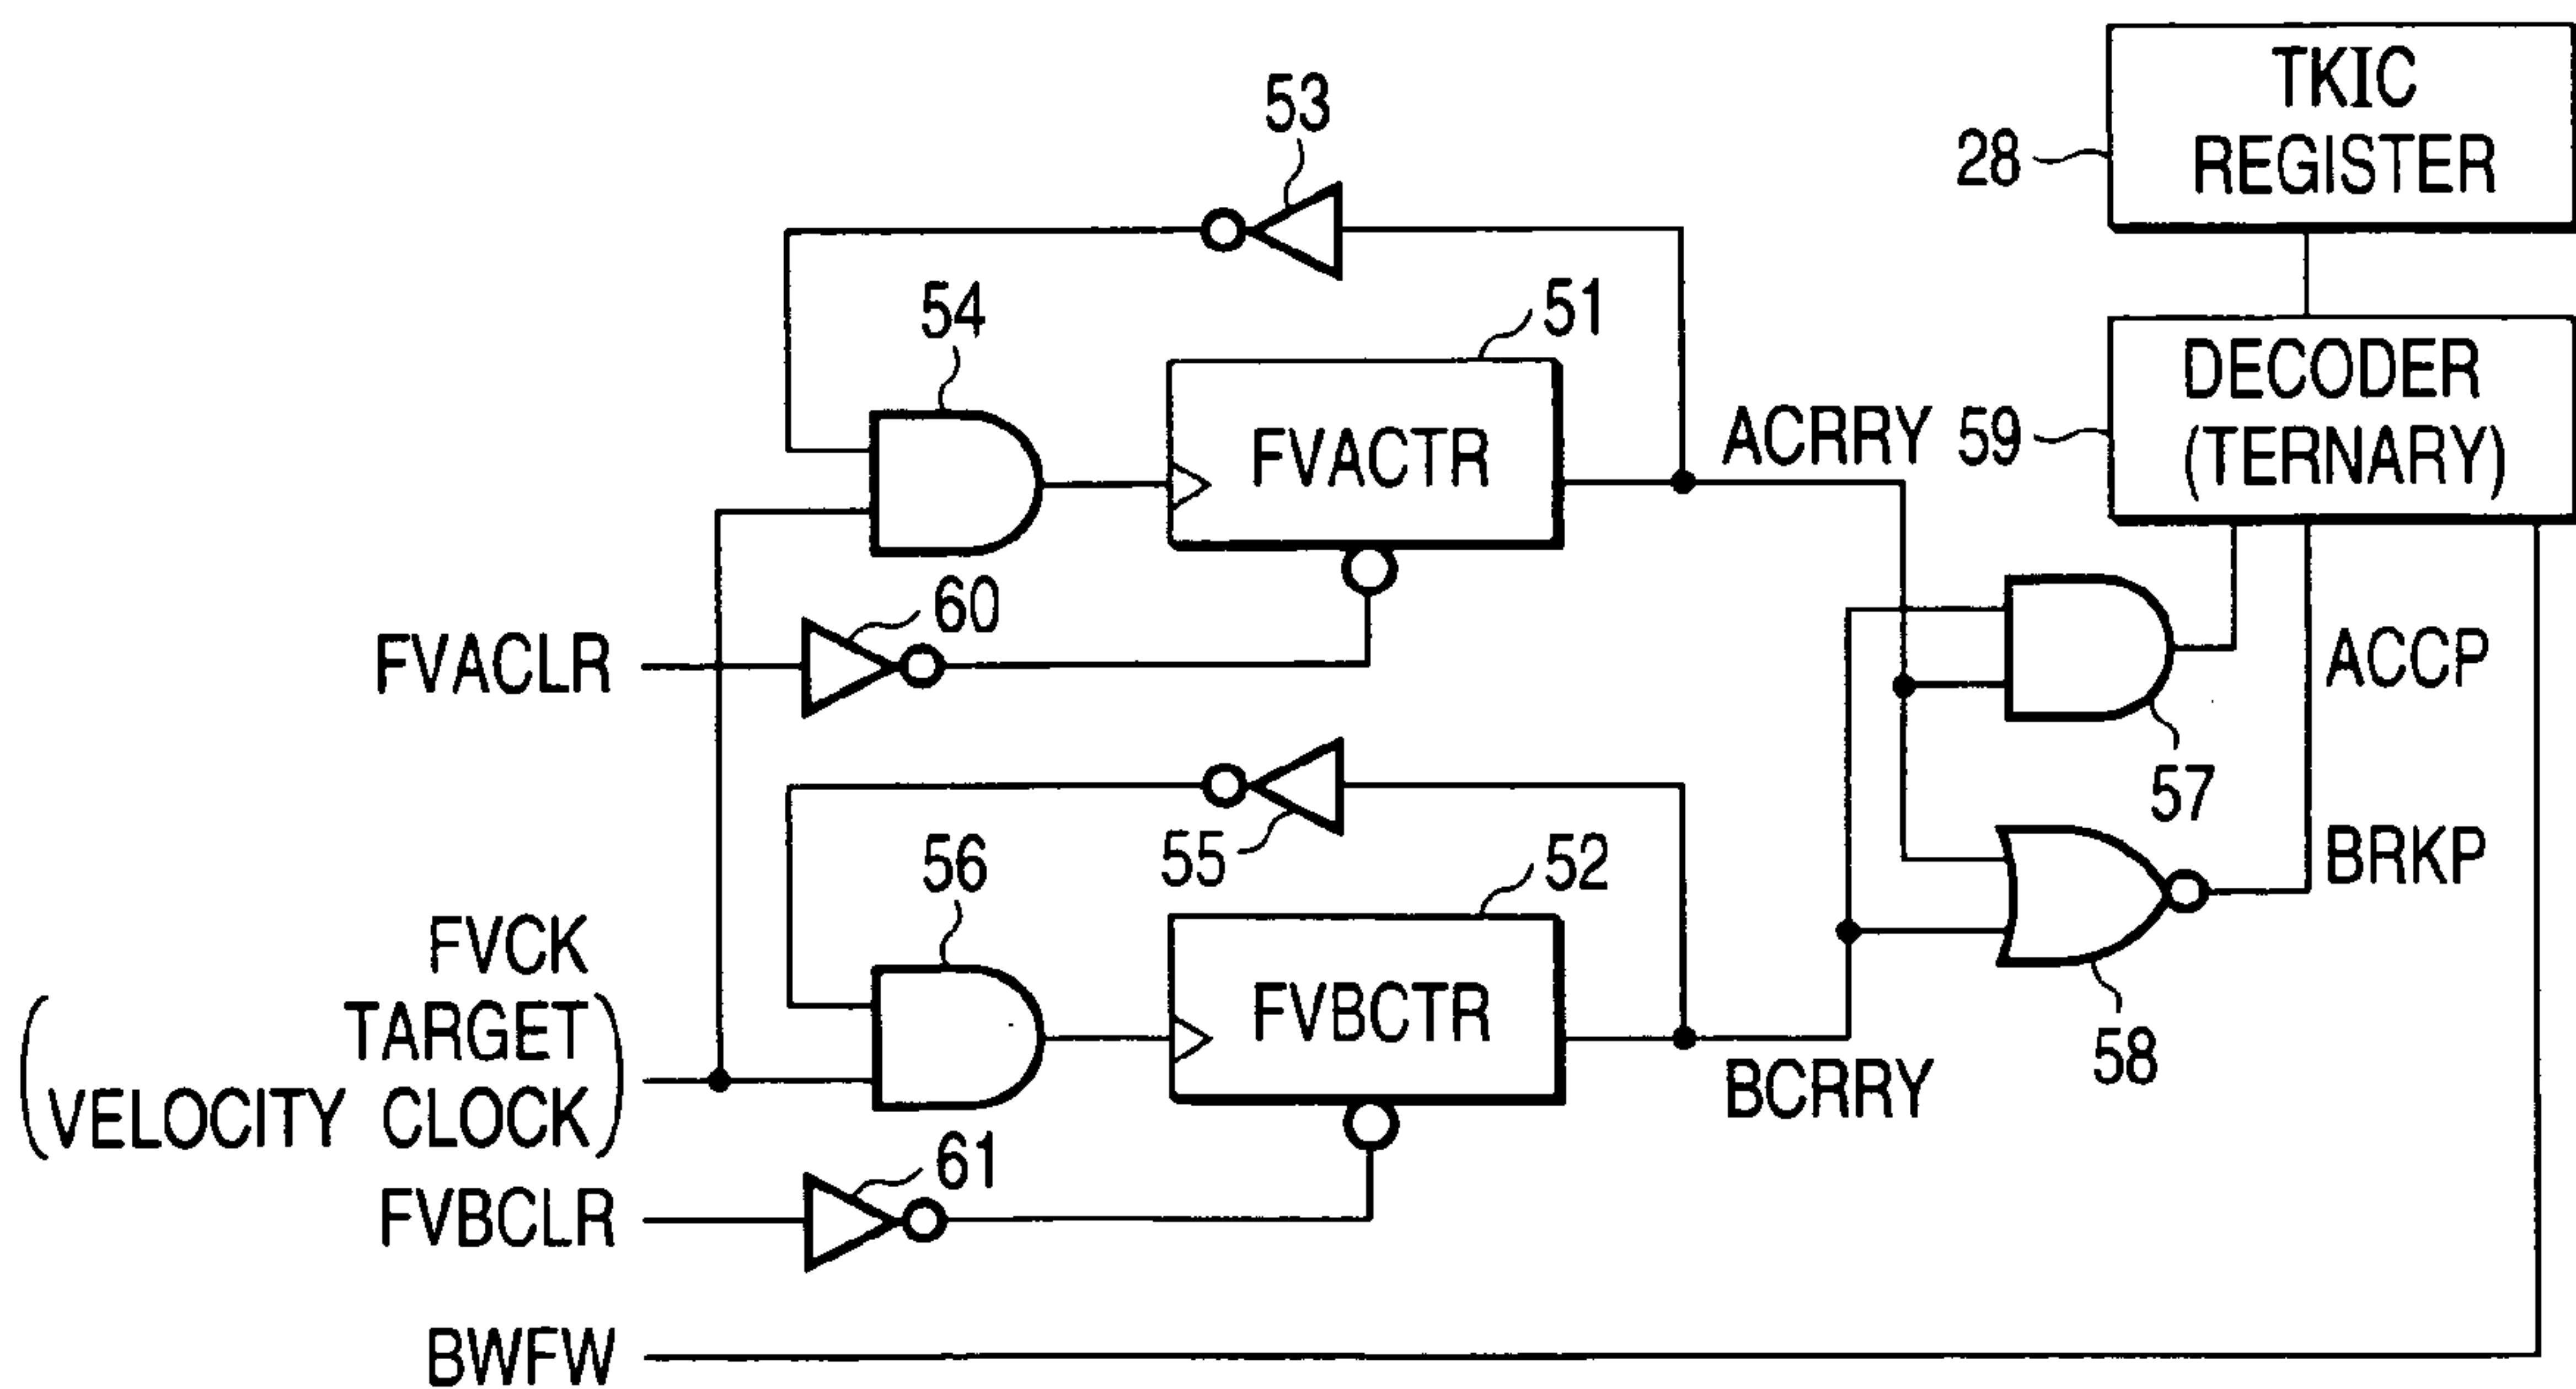 TKIC
REGISTER
28
53
54
51
DECODER
(TERNARY)
59
FVACTR
ACRRY
60
FVACLR
ACCP
57
55
56
52
BRKP
FVCK
(TARGET
VELOCITY CLOCK)
FVBCTR
58
BCRRY
61
FVBCLR
BWFW